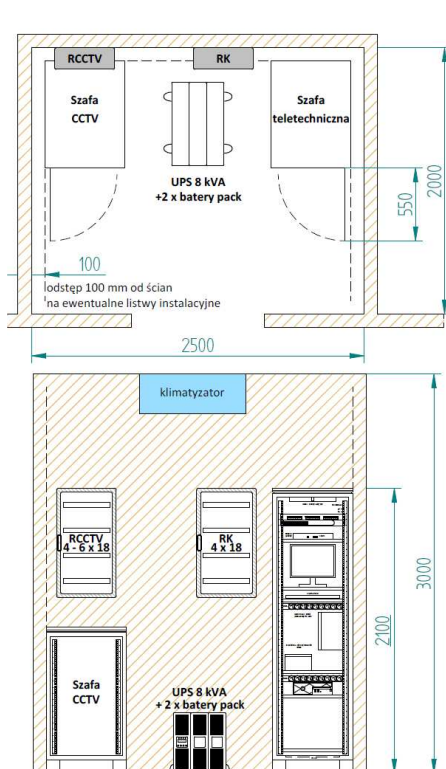 RCCTV
RK
Szafa
CCTV
Szafa
teletechniczna
UPS 8 kVA
+2 x batery pack
550
2000
100
odstęp 100 mm od ścian
na ewentualne listwy instalacyjne
2500
klimatyzator
RCCTV
4 - 6 x 18
RK
4 x 18
3000
2100
Szafa
CCTV
UPS 8 kVA
+ 2 x batery pack